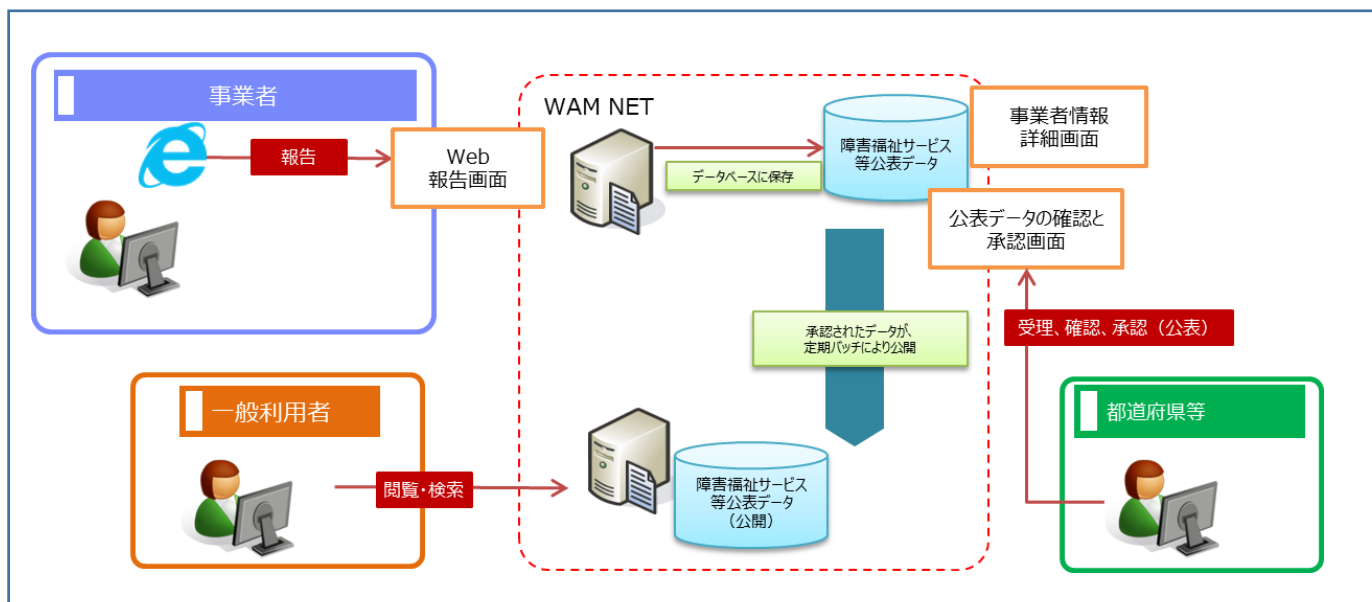 事業者
報告
Web
報告画面
WAM NET
データベースに保存
障害福祉サービス
等公表データ
事業者情報
詳細画面
公表データの確認と
承認画面
承認されたデータが、
定期バッチにより公開
受理、確認、承認（公表）
一般利用者
閲覧・検索
障害福祉サービス
等公表データ
（公開）
都道府県等